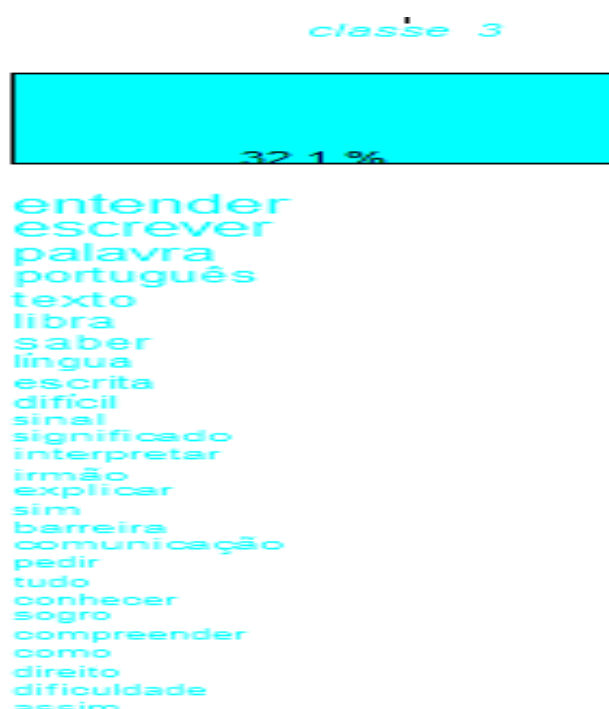 classe 3
32.1 %
entender
escrever
palavra
português
texto
libra
saber
língua
escrita
difícil
sinal
significado
interpretar
irmão
explicar
sim
barreira
comunicação
pedir
tudo
conhecer
sogro
compreender
como
direito
dificuldade
assim